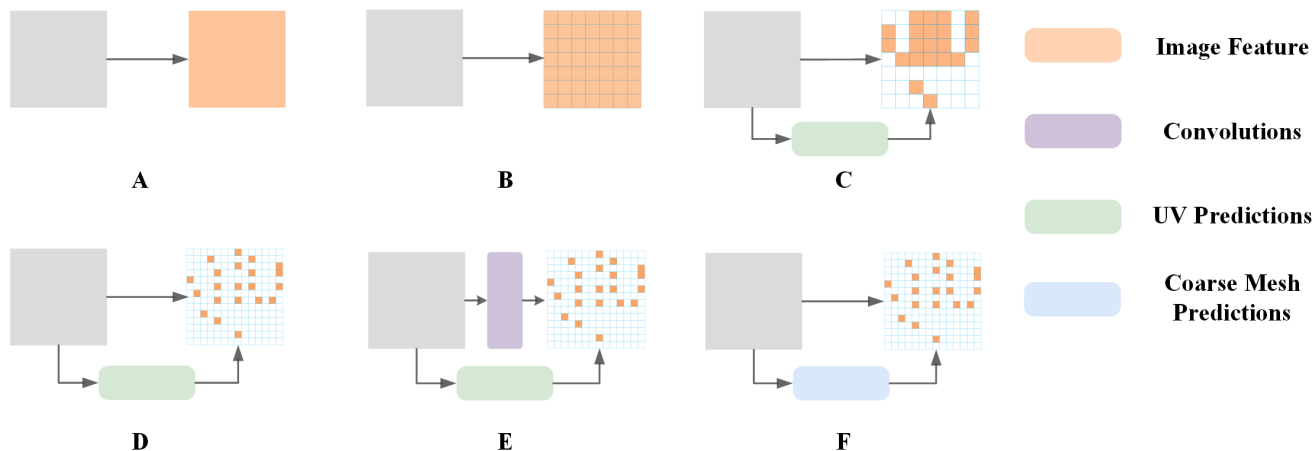 A
B
C
D
E
F
Image Feature
Convolutions
UV Predictions
Coarse Mesh
Predictions